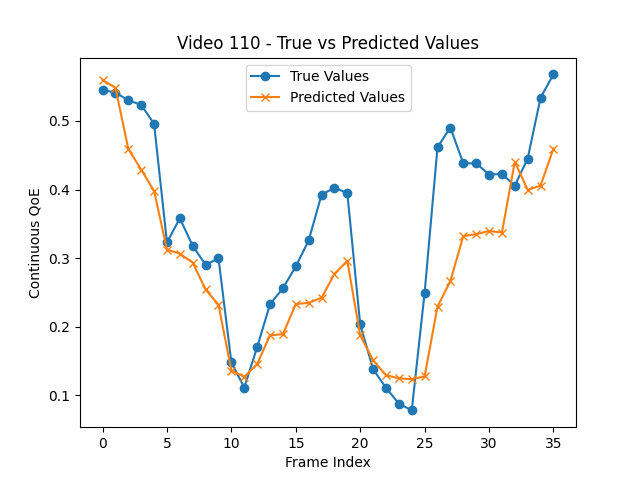 Video 110 - True vs Predicted Values
True Values
Predicted Values
Continuous QoE
0.5
0.4
0.3
0.2
0.1
0 5 10 15 20 25 30 35
Frame Index